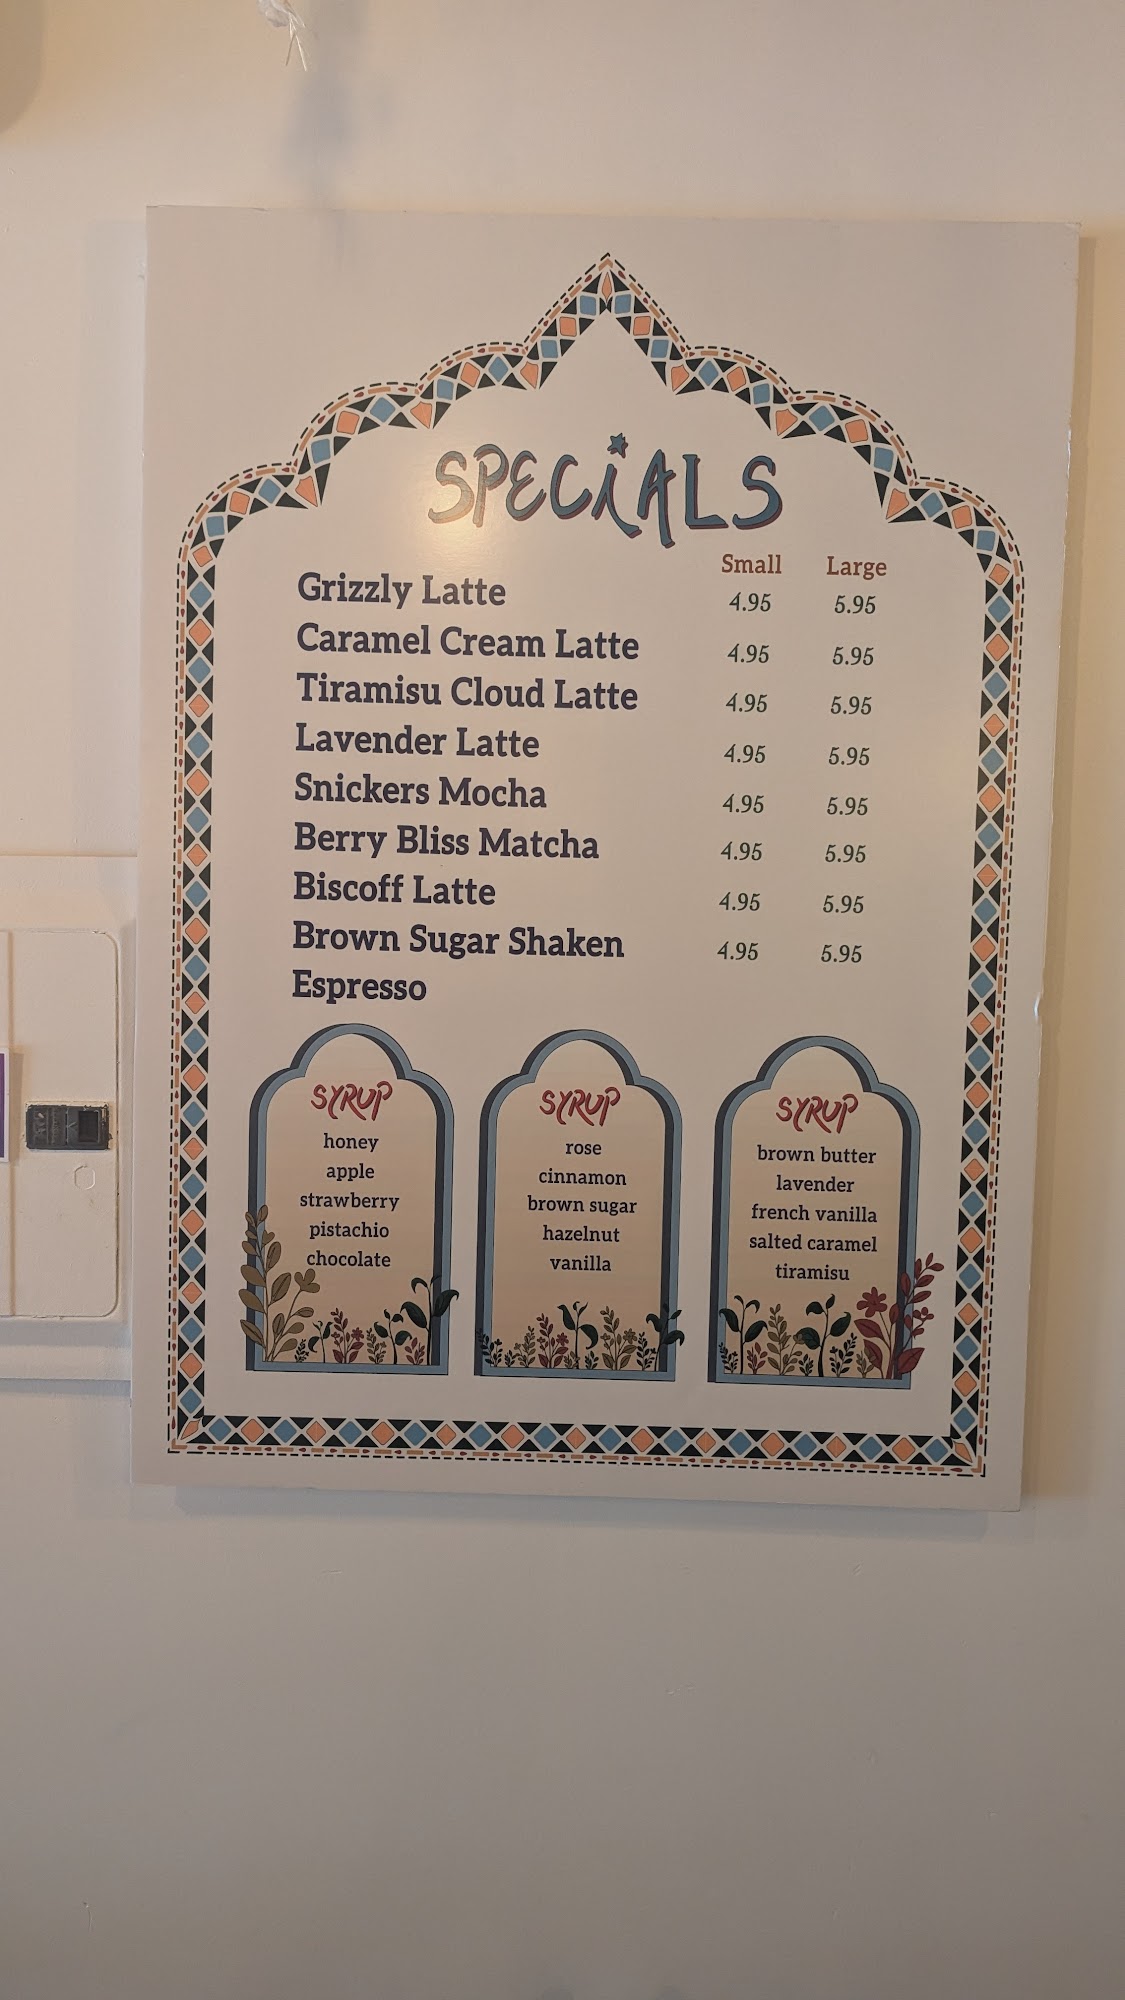 SPECiALS
Small Large
Grizzly Latte 4.95 5.95
Caramel Cream Latte 4.95 5.95
Tiramisu Cloud Latte 4.95 5.95
Lavender Latte 4.95 5.95
Snickers Mocha 4.95 5.95
Berry Bliss Matcha 4.95 5.95
Biscoff Latte 4.95 5.95
Brown Sugar Shaken 4.95 5.95
Espresso
SYRUP
honey
apple
strawberry
pistachio
chocolate
SYRUP
rose
cinnamon
brown sugar
hazelnut
vanilla
SYRUP
brown butter
lavender
french vanilla
salted caramel
tiramisu